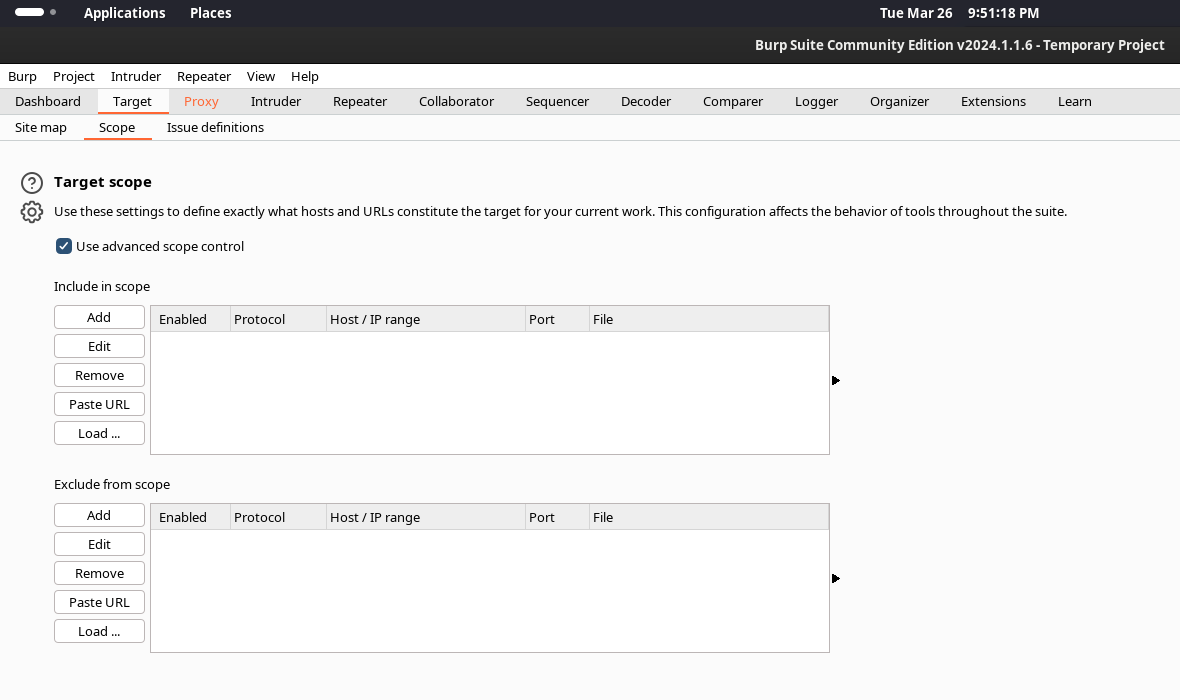 Applications Places Tue Mar 26 9:51:18 PM
Burp Suite Community Edition v2024.1.1.6 - Temporary Project
Burp Project Intruder Repeater View Help
Dashboard Target Proxy Intruder Repeater Collaborator Sequencer Decoder Comparer Logger Organizer Extensions Learn
Site map Scope Issue definitions
Target scope
Use these settings to define exactly what hosts and URLs constitute the target for your current work. This configuration affects the behavior of tools throughout the suite.
Use advanced scope control
Include in scope
Add
Enabled Protocol Host / IP range Port File
Edit
Remove
Paste URL
Load ...
Exclude from scope
Add
Enabled Protocol Host / IP range Port File
Edit
Remove
Paste URL
Load ...